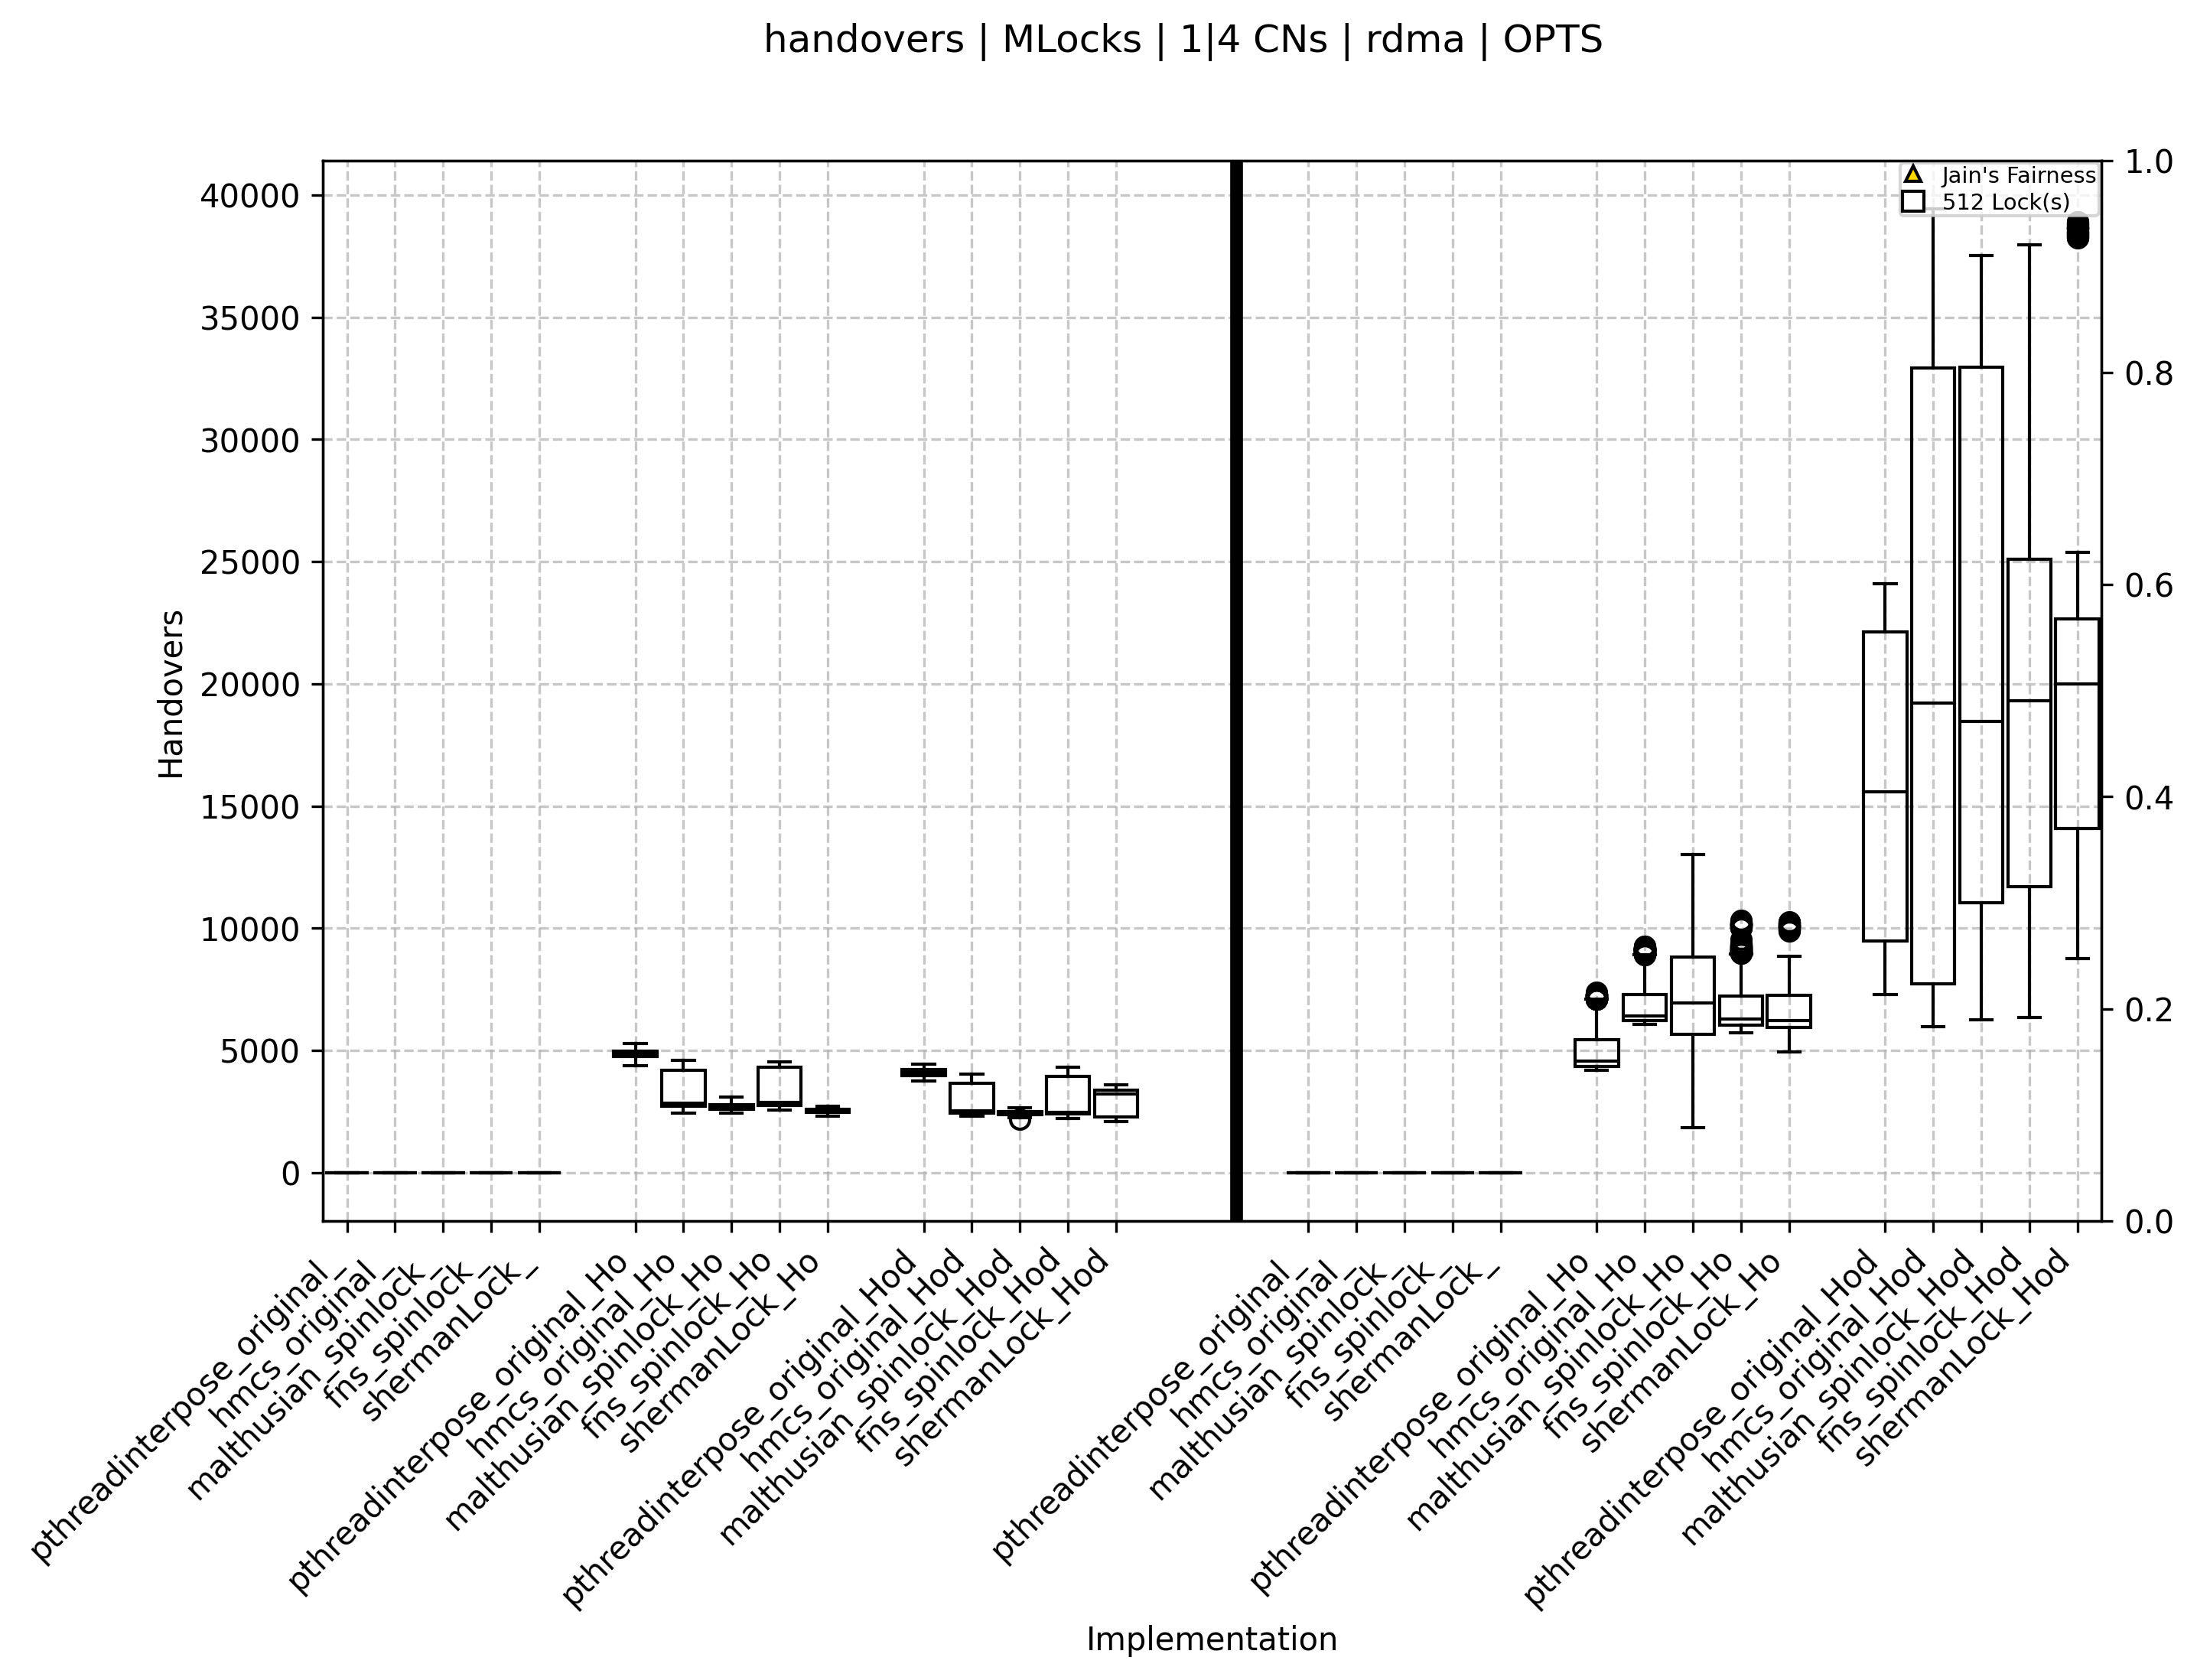 handovers | MLocks | 1|4 CNs | rdma | OPTS
Jain's Fairness
512 Lock(s)
Handovers
40000
35000
30000
25000
20000
15000
10000
5000
0
1.0
0.8
0.6
0.4
0.2
0.0
pthreadinterpose_original_
hmcs_original_
malthusian_spinlock_
fns_spinlock_
shermanLock_
pthreadinterpose_original_Ho
hmcs_original_Ho
malthusian_spinlock_Ho
fns_spinlock_Ho
shermanLock_Ho
pthreadinterpose_original_Hod
hmcs_original_Hod
malthusian_spinlock_Hod
fns_spinlock_Hod
shermanLock_Hod
pthreadinterpose_original_
hmcs_original_
malthusian_spinlock_
fns_spinlock_
shermanLock_
pthreadinterpose_original_Ho
hmcs_original_Ho
malthusian_spinlock_Ho
fns_spinlock_Ho
shermanLock_Ho
pthreadinterpose_original_Hod
hmcs_original_Hod
malthusian_spinlock_Hod
fns_spinlock_Hod
shermanLock_Hod
Implementation